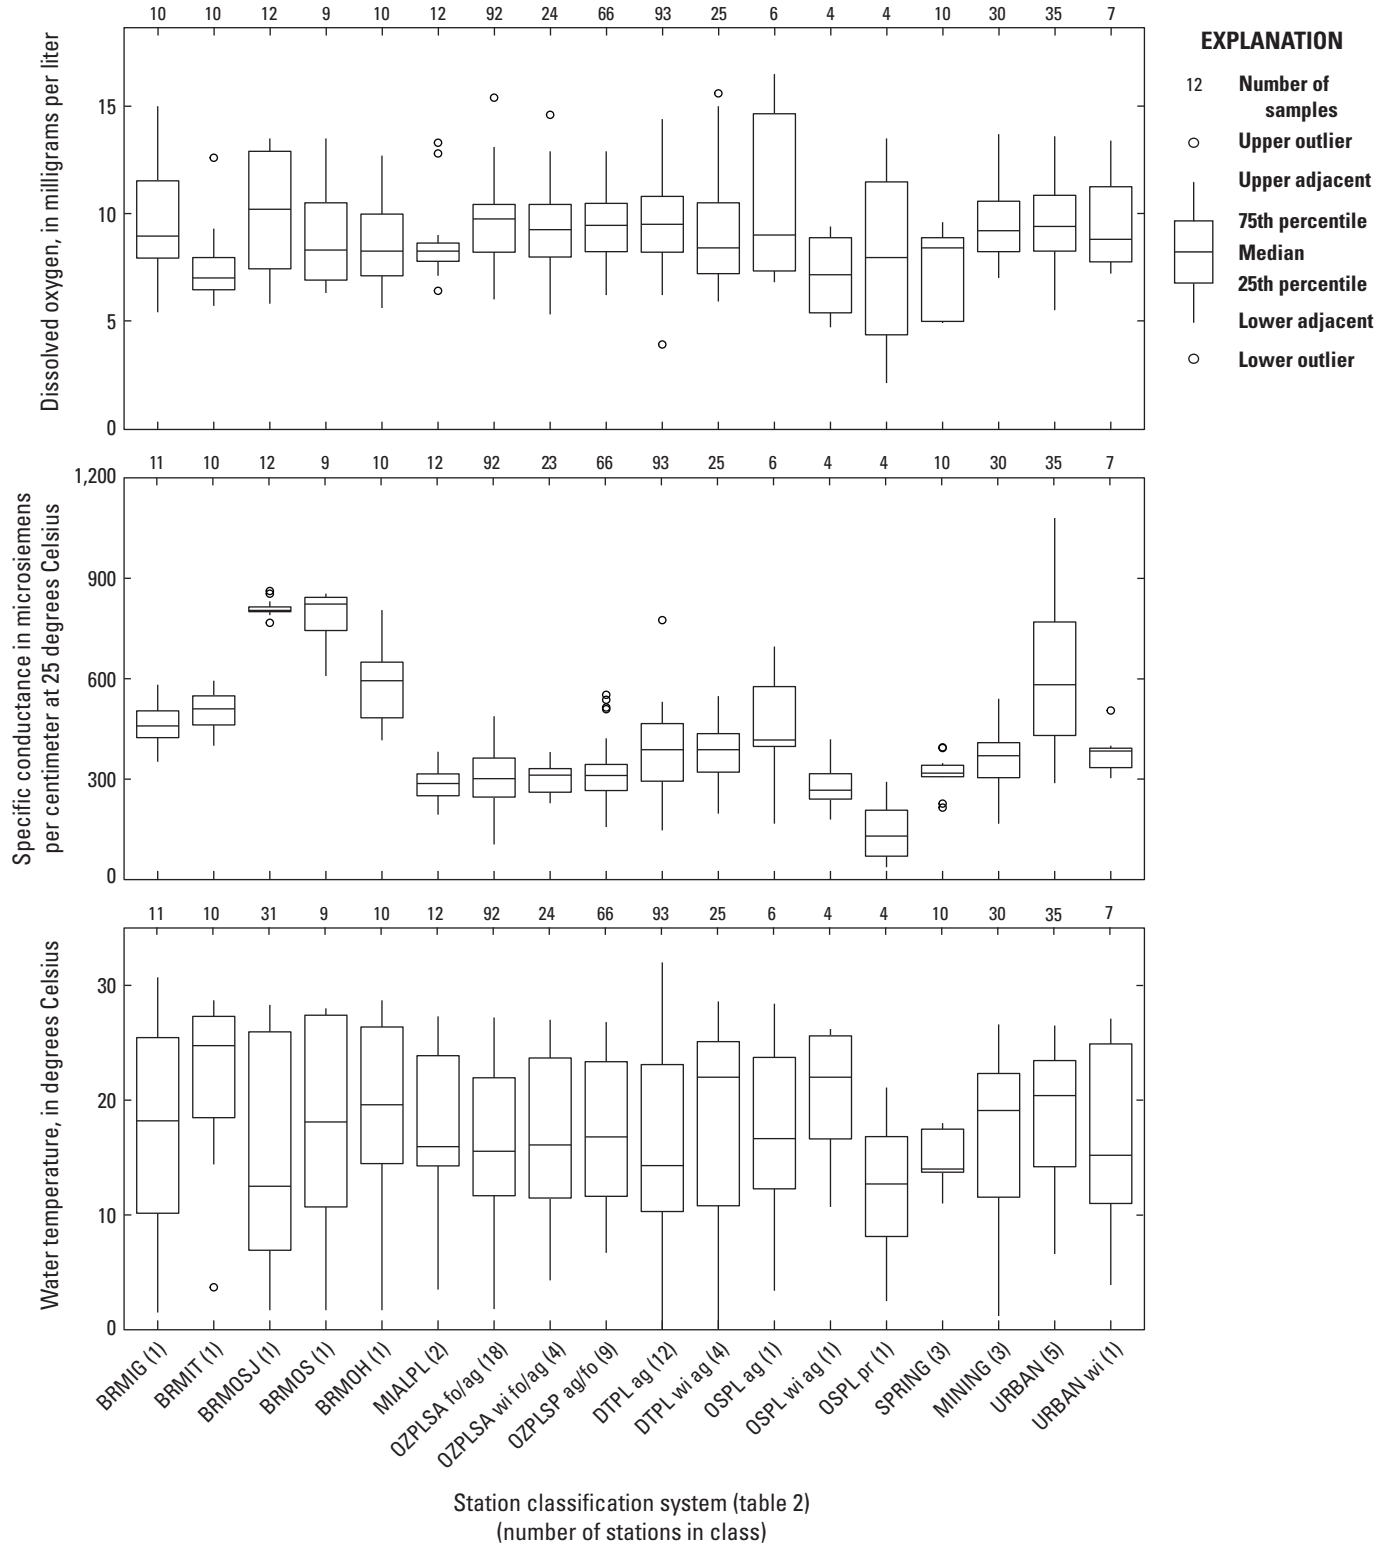 10 10 12 9 10 12 92 24 66 93 25 6 4 4 10 30 35 7
15
10
5
0
Dissolved oxygen, in milligrams per liter
EXPLANATION
12 Number of
samples
Upper outlier
Upper adjacent
75th percentile
Median
25th percentile
Lower adjacent
Lower outlier
11 10 12 9 10 12 92 23 66 93 25 6 4 4 10 30 35 7
1,200
900
600
300
0
Specific conductance in microsiemens
per centimeter at 25 degrees Celsius
11 10 31 9 10 12 92 24 66 93 25 6 4 4 10 30 35 7
30
20
10
0
Water temperature, in degrees Celsius
BRMIG (1)
BRMIT (1)
BRMOSJ (1)
BRMOS (1)
BRMOH (1)
MIALPL (2)
OZPLSA fo/ag (18)
OZPLSA wi fo/ag (4)
OZPLSP ag/fo (9)
DTPL ag (12)
DTPL wi ag (4)
OSPL ag (1)
OSPL wi ag (1)
OSPL pr (1)
SPRING (3)
MINING (3)
URBAN (5)
URBAN wi (1)
Station classification system (table 2)
(number of stations in class)